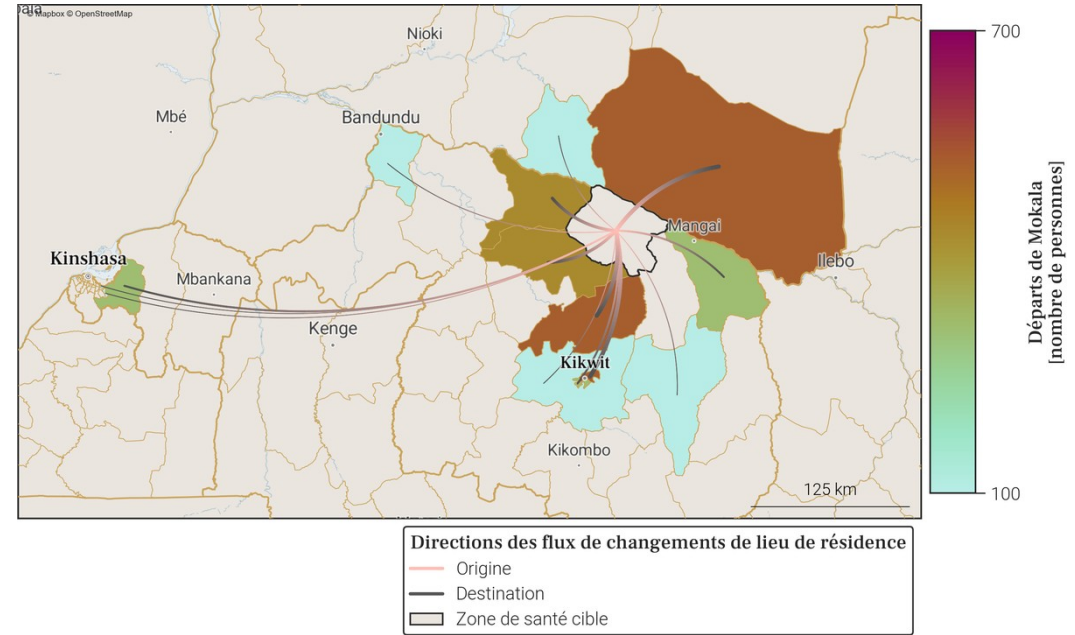 © Mapbox © OpenStreetMap
Nioki
Mbé
Bandundu
Mangai
Kinshasa
Ilebo
Mbankana
Kenge
Kikwit
Kikombo
125 km
700
Départs de Mokala
[nombre de personnes]
100
Directions des flux de changements de lieu de résidence
Origine
Destination
Zone de santé cible